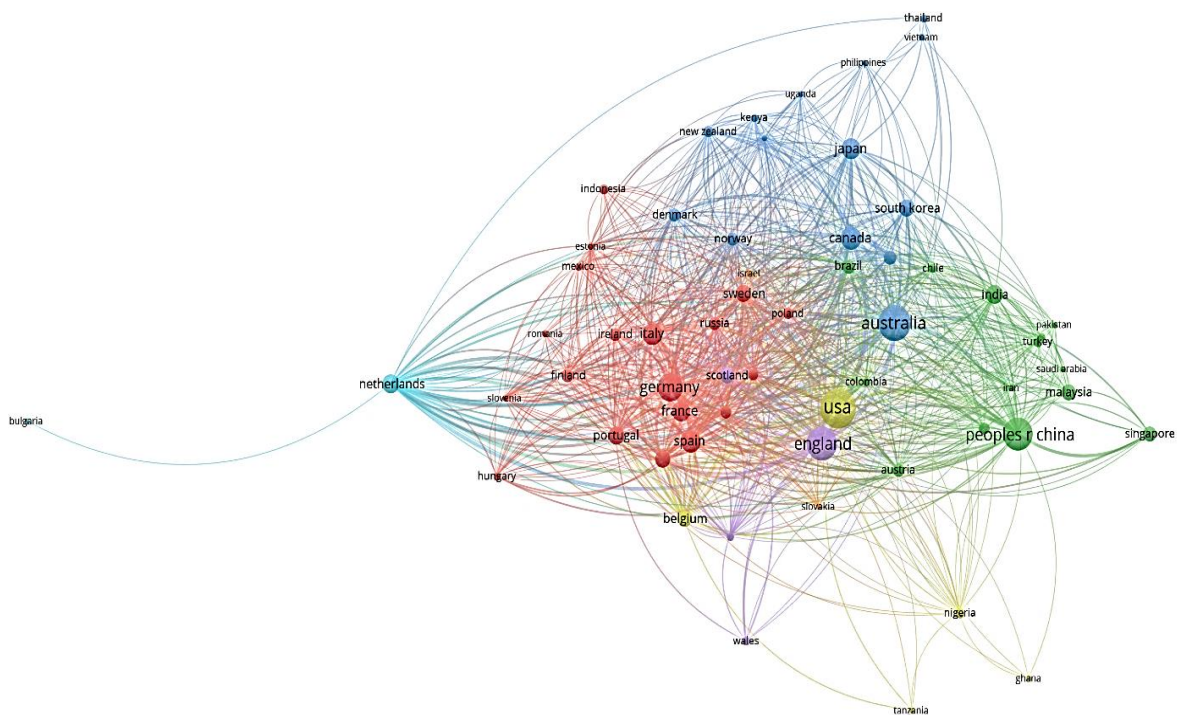 thailand
vietnam
philippines
uganda
kenya
new zealand
japan
indonesia
south korea
denmark
canada
norway
estonia
mexico
brazil
chile
israel
sweden
india
poland
russia
australia
pakistan
romania
ireland
italy
turkey
saudi arabia
finland
scotland
colombia
netherlands
germany
iran
malaysia
slovenia
france
usa
bulgaria
portugal
spain
england
peoples r china
singapore
austria
hungary
slovakia
belgium
nigeria
wales
ghana
tanzania